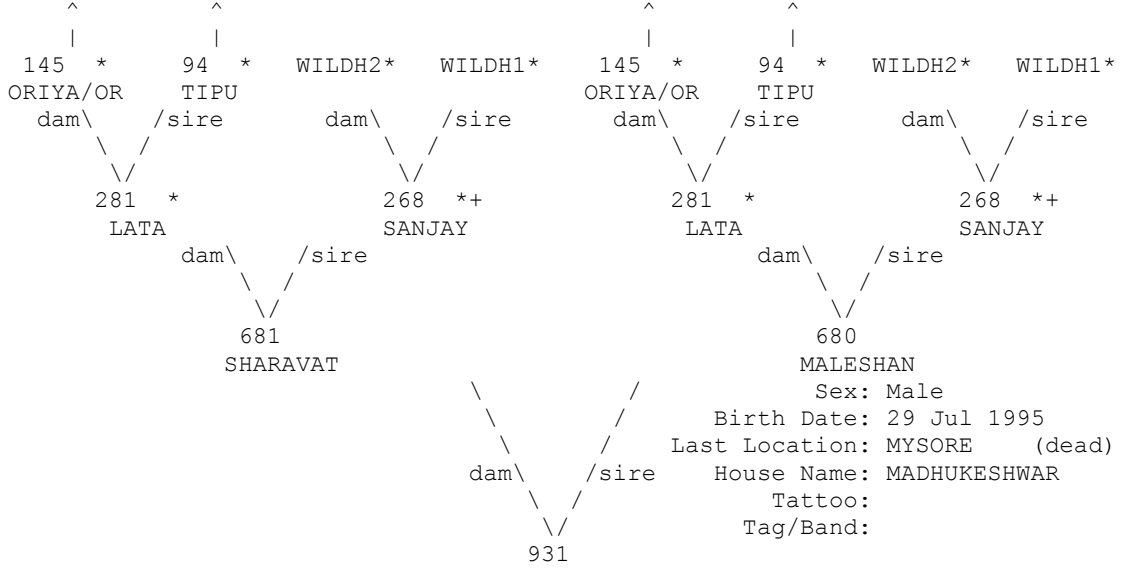 ^ ^ ^ ^
| | | |
145 * 94 * WILDH2* WILDH1* 145 * 94 * WILDH2* WILDH1*
ORIYA/OR TIPU ORIYA/OR TIPU
dam\ /sire dam\ /sire dam\ /sire dam\ /sire
\ / \ / \ / \ /
\/ \/ \/ \/
281 * 268 *+ 281 * 268 *+
LATA SANJAY LATA SANJAY
dam\ /sire dam\ /sire
\ / \ /
\/ \/
681 680
SHARAVAT MALESHAN
\ / Sex: Male
\ / Birth Date: 29 Jul 1995
\ / Last Location: MYSORE (dead)
dam\ /sire House Name: MADHUKESHWAR
\ / Tattoo:
\/ Tag/Band:
931